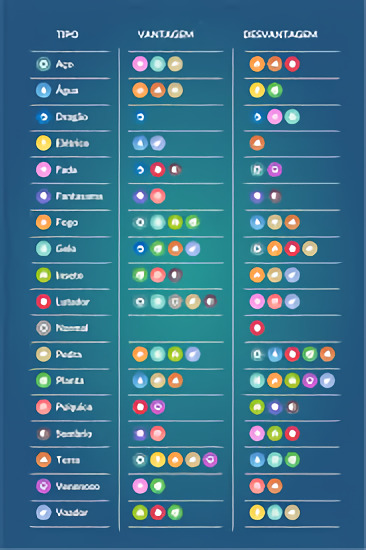 TIPO VANTAGEM DESVANTAGEM
Aço
Água
Dragão
Elétrico
Fada
Fantasma
Fogo
Gelo
Inseto
Lutador
Normal
Pedra
Planta
Psíquico
Sombrio
Terra
Venenoso
Voador